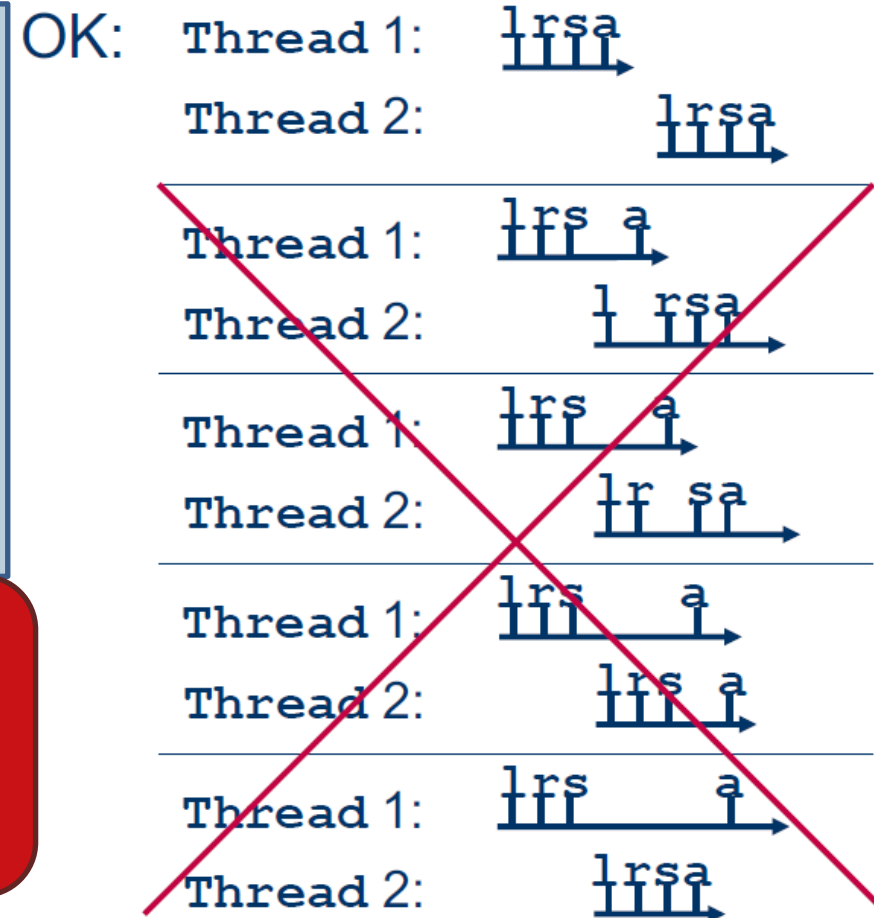 OK: Thread 1: lrsa
Thread 2: lrsa
Thread 1: lrs a
Thread 2: l rsa
Thread 1: lrs a
Thread 2: lr sa
Thread 1: lrs a
Thread 2: lrs a
Thread 1: lrs a
Thread 2: lrsa